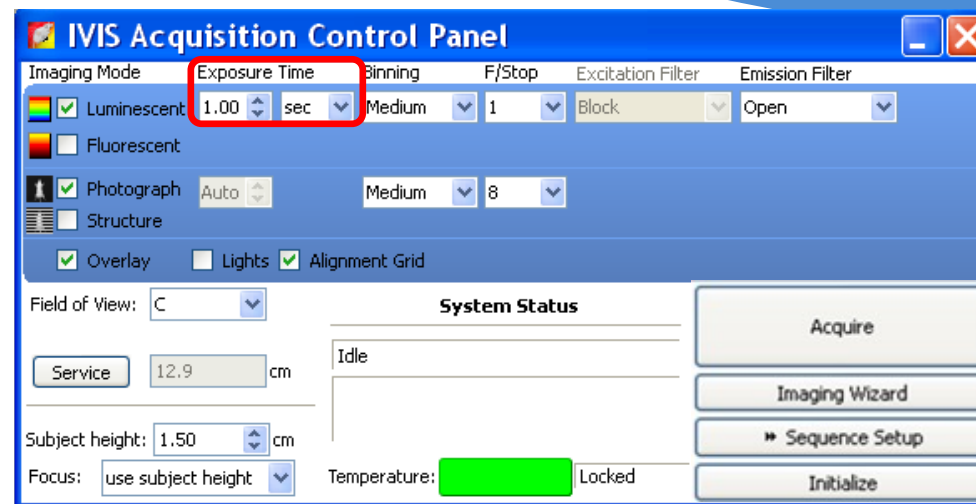 IVIS Acquisition Control Panel
Imaging Mode Exposure Time Binning F/Stop Excitation Filter Emission Filter
Luminescent 1.00 sec Medium 1 Block Open
Fluorescent
Photograph Auto Medium 8
Structure
Overlay Lights Alignment Grid
Field of View: C
System Status
Acquire
Idle
Service 12.9 cm
Imaging Wizard
Subject height: 1.50 cm
Sequence Setup
Focus: use subject height
Temperature: Locked
Initialize